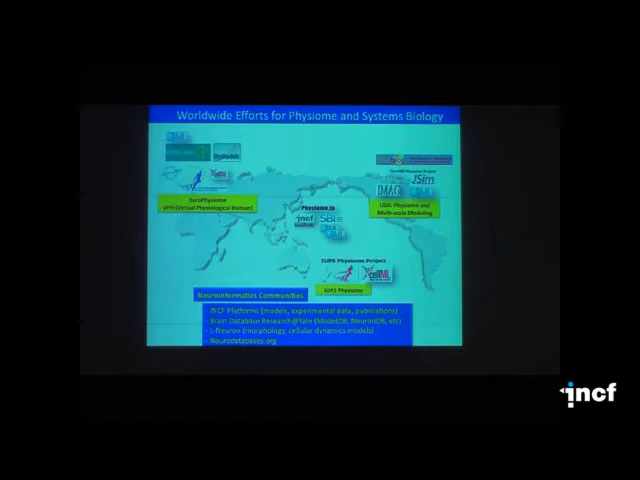 Worldwide Efforts for Physiome and Systems Biology
EuroPhysiome
VPH (Virtual Physiological Human)
Physiome.jp
incf
SBI
JSim
IMAG
USA: Physiome and
Multi-scale Modeling
IUPS Physiome Project
cellML
IUPS Physiome
Neuroinformatics Communities
- INCF Platforms (models, experimental data, publications)
- Brain Database Research@Yale (ModelDB, NeuronDB, etc)
- L-Neuron (morphology, cellular dynamics models)
- Neurodatabases.org
incf